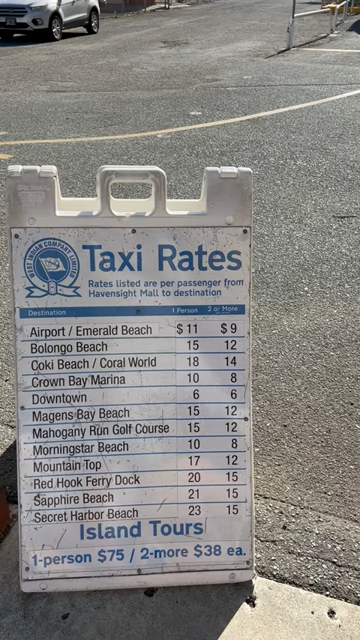 WEST INDIAN COMPANY LIMITED
Taxi Rates
Rates listed are per passenger from
Havensight Mall to destination
Destination 1 Person 2 or More
Airport / Emerald Beach $ 11 $ 9
Bolongo Beach 15 12
Coki Beach / Coral World 18 14
Crown Bay Marina 10 8
Downtown 6 6
Magens Bay Beach 15 12
Mahogany Run Golf Course 15 12
Morningstar Beach 10 8
Mountain Top 17 12
Red Hook Ferry Dock 20 15
Sapphire Beach 21 15
Secret Harbor Beach 23 15
Island Tours
1-person $75 / 2-more $38 ea.